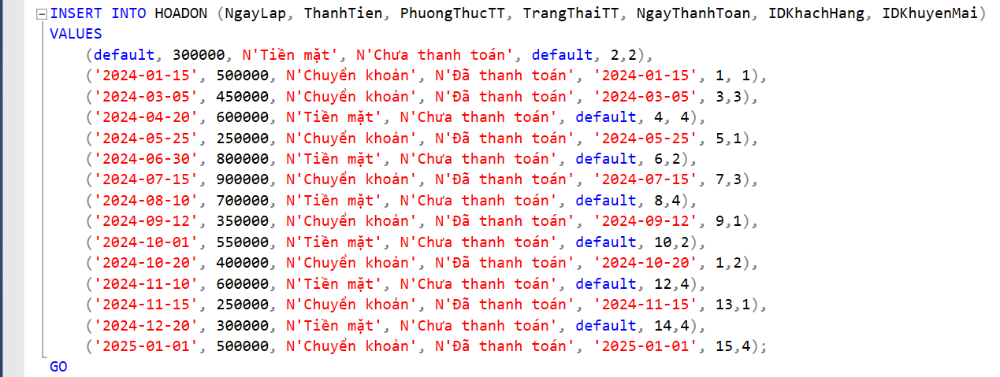 INSERT INTO HOADON (NgayLap, ThanhTien, PhuongThucTT, TrangThaiTT, NgayThanhToan, IDKhachHang, IDKhuyenMai)
VALUES
(default, 300000, N'Tiền mặt', N'Chưa thanh toán', default, 2,2),
('2024-01-15', 500000, N'Chuyển khoản', N'Đã thanh toán', '2024-01-15', 1, 1),
('2024-03-05', 450000, N'Chuyển khoản', N'Đã thanh toán', '2024-03-05', 3,3),
('2024-04-20', 600000, N'Tiền mặt', N'Chưa thanh toán', default, 4, 4),
('2024-05-25', 250000, N'Chuyển khoản', N'Đã thanh toán', '2024-05-25', 5,1),
('2024-06-30', 800000, N'Tiền mặt', N'Chưa thanh toán', default, 6,2),
('2024-07-15', 900000, N'Chuyển khoản', N'Đã thanh toán', '2024-07-15', 7,3),
('2024-08-10', 700000, N'Tiền mặt', N'Chưa thanh toán', default, 8,4),
('2024-09-12', 350000, N'Chuyển khoản', N'Đã thanh toán', '2024-09-12', 9,1),
('2024-10-01', 550000, N'Tiền mặt', N'Chưa thanh toán', default, 10,2),
('2024-10-20', 400000, N'Chuyển khoản', N'Đã thanh toán', '2024-10-20', 1,2),
('2024-11-10', 600000, N'Tiền mặt', N'Chưa thanh toán', default, 12,4),
('2024-11-15', 250000, N'Chuyển khoản', N'Đã thanh toán', '2024-11-15', 13,1),
('2024-12-20', 300000, N'Tiền mặt', N'Chưa thanh toán', default, 14,4),
('2025-01-01', 500000, N'Chuyển khoản', N'Đã thanh toán', '2025-01-01', 15,4);
GO